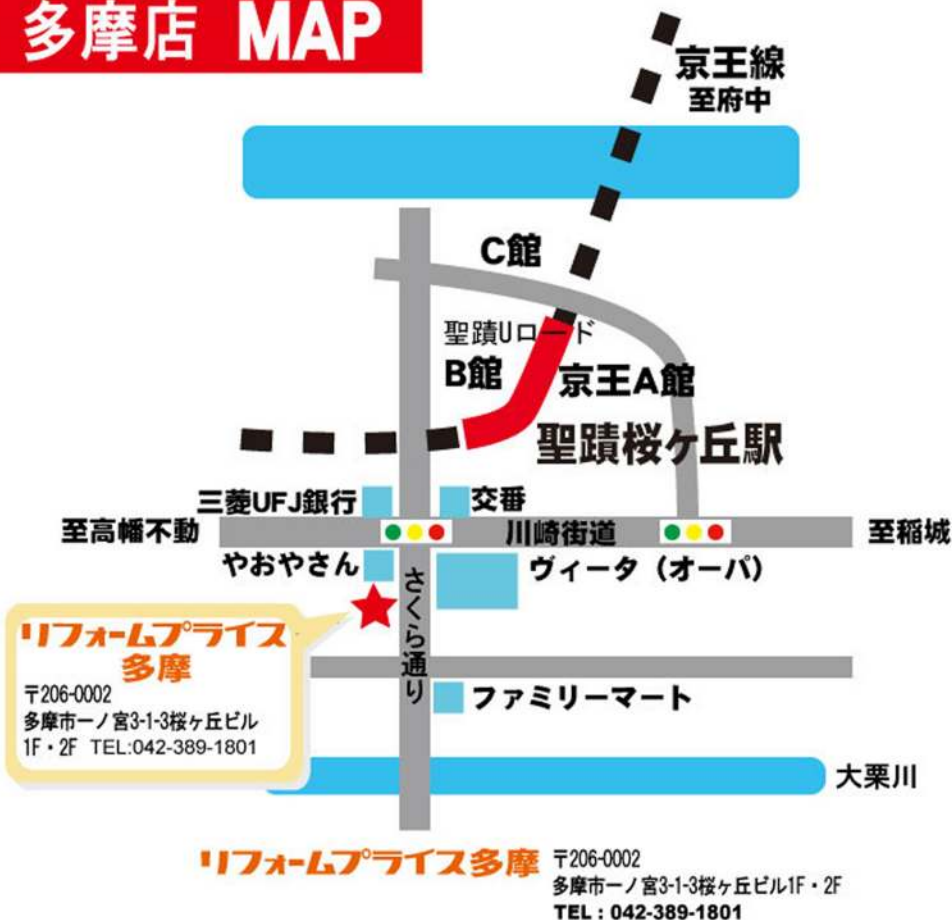 多摩店 MAP
京王線
至府中
C館
聖蹟Uロード
B館
京王A館
聖蹟桜ヶ丘駅
三菱UFJ銀行
交番
至高幡不動
川崎街道
至稲城
やおやさん
ヴィータ（オーパ）
さくら通り
リフォームプライス
多摩
〒206-0002
多摩市一ノ宮3-1-3桜ヶ丘ビル
1F・2F TEL:042-389-1801
ファミリーマート
大栗川
リフォームプライス多摩
〒206-0002
多摩市一ノ宮3-1-3桜ヶ丘ビル1F・2F
TEL：042-389-1801